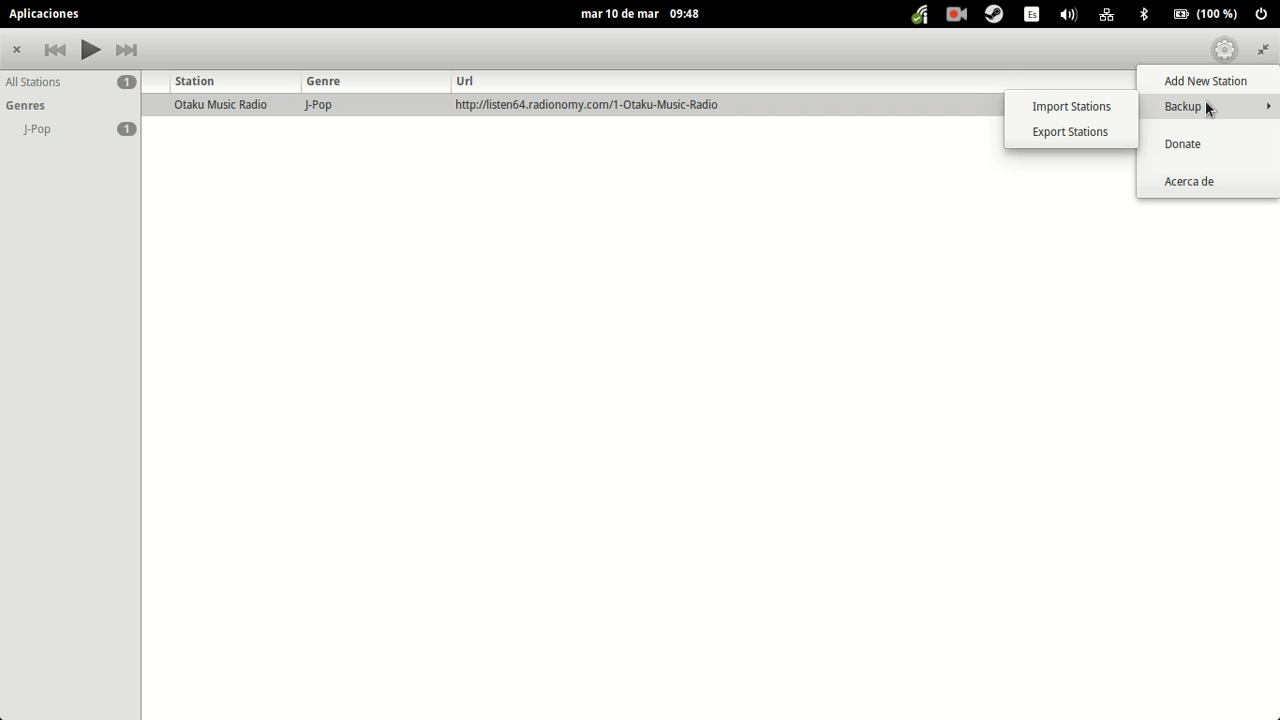 Aplicaciones
mar 10 de mar 09:48
Es
(100 %)
All Stations 1
Genres
J-Pop 1
Station Genre Url
Otaku Music Radio J-Pop http://listen64.radionomy.com/1-Otaku-Music-Radio
Import Stations
Export Stations
Add New Station
Backup
Donate
Acerca de